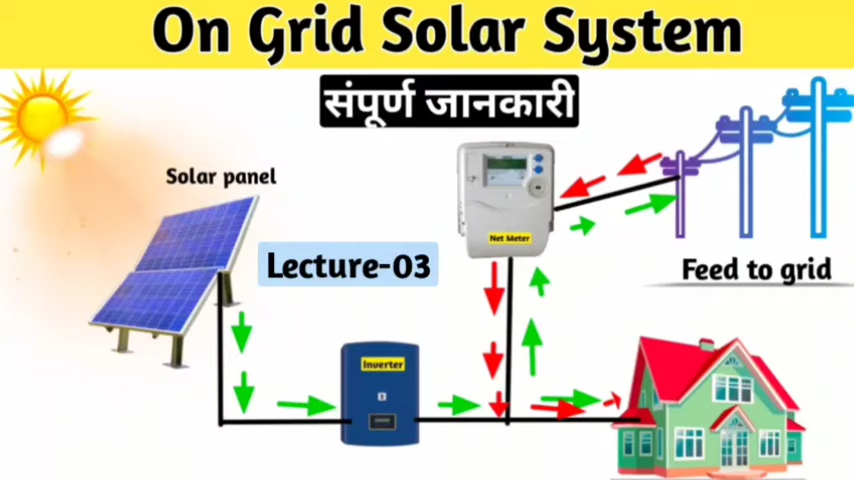 On Grid Solar System
संपूर्ण जानकारी
Solar panel
Net Meter
Lecture-03
Feed to grid
Inverter